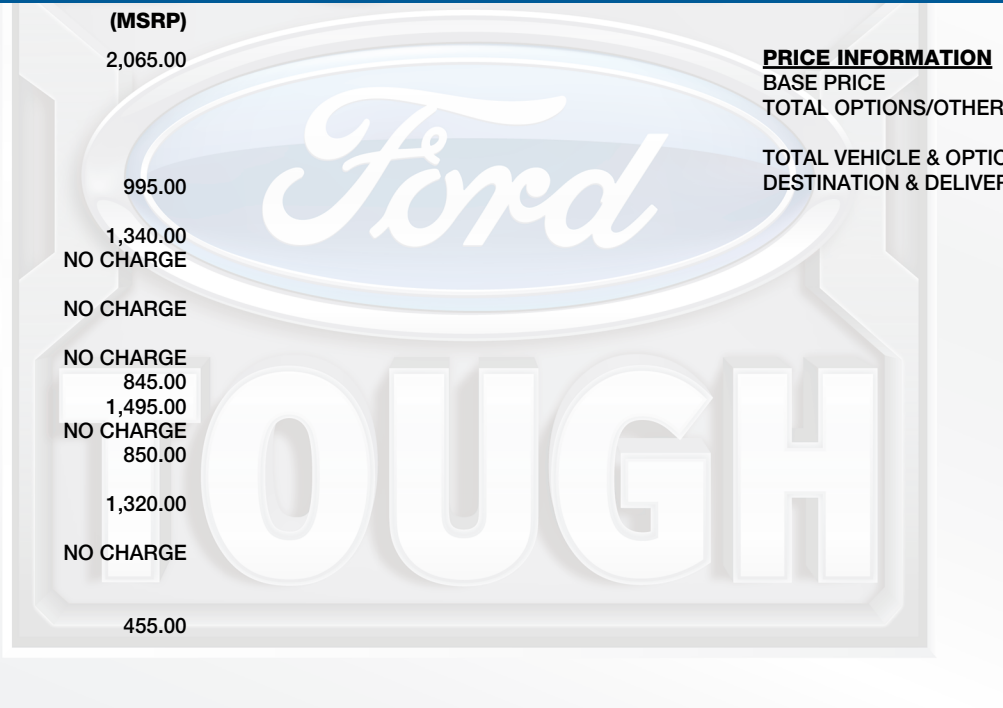 (MSRP)
2,065.00
995.00
1,340.00
NO CHARGE
NO CHARGE
NO CHARGE
845.00
1,495.00
NO CHARGE
850.00
1,320.00
NO CHARGE
455.00
PRICE INFORMATION
BASE PRICE
TOTAL OPTIONS/OTHER
TOTAL VEHICLE & OPTIO
DESTINATION & DELIVER
Ford
TOUGH